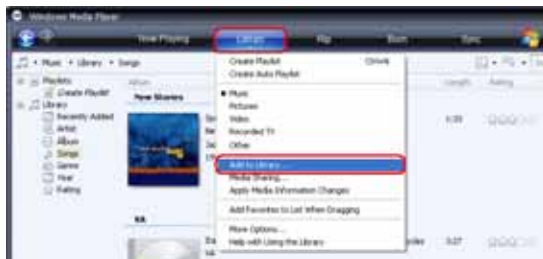 Windows Media Player
Now Playing Library Rip Burn Sync
Music • Library • Songs
Create Playlist Ctrl+N
Create Auto Playlist
Music
Pictures
Video
Recorded TV
Other
Add to Library...
Media Sharing...
Apply Media Information Changes
Add Favorites to List When Dragging
More Options...
Help with Using the Library
Playlists
Create Playlist
Library
Recently Added
Artist
Album
Songs
Genre
Year
Rating
Album
New Stories
Length Rating